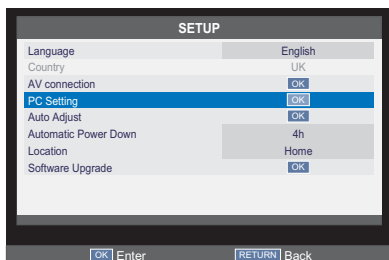 SETUP
Language English
Country UK
AV connection OK
PC Setting OK
Auto Adjust OK
Automatic Power Down 4h
Location Home
Software Upgrade OK
OK Enter RETURN Back